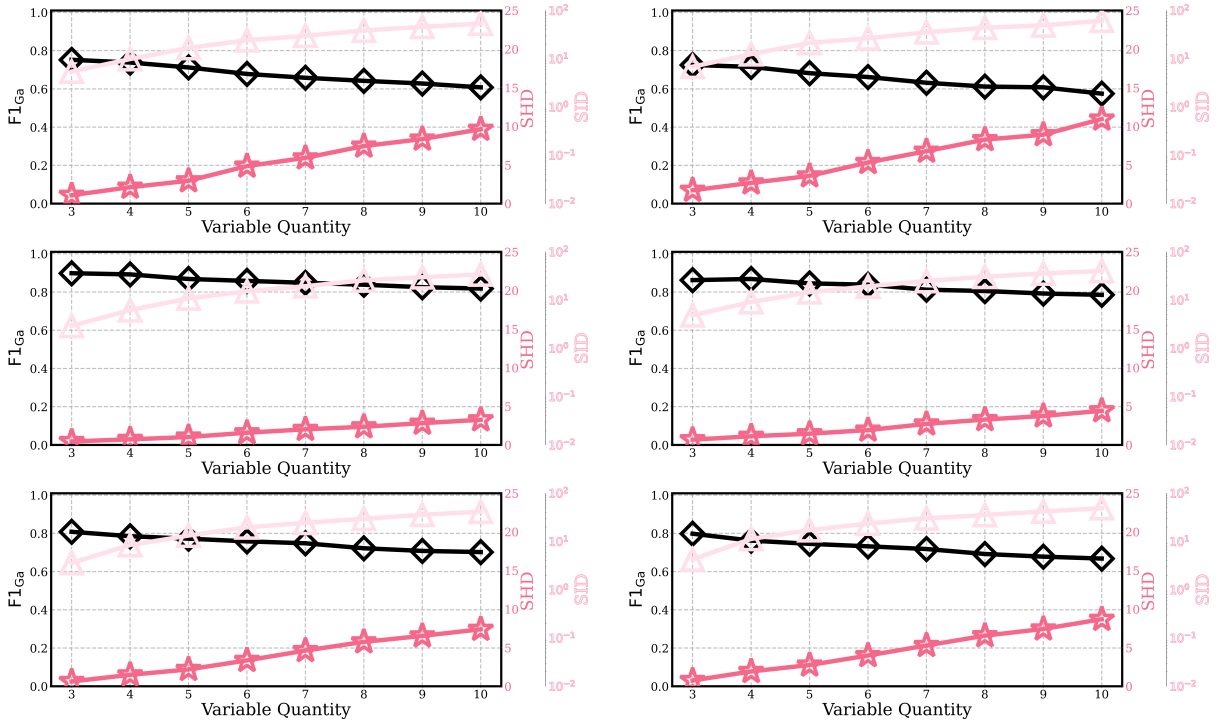 1.0 25 10² 1.0 25 10²
0.8 20 10¹ 0.8 20 10¹
0.6 15 0.6 15
F1Ga SHD 10⁰ SID F1Ga SHD 10⁰ SID
0.4 10 0.4 10
0.2 5 10⁻¹ 0.2 5 10⁻¹
0.0 0 10⁻² 0.0 0 10⁻²
3 4 5 6 7 8 9 10 3 4 5 6 7 8 9 10
Variable Quantity Variable Quantity
1.0 25 10² 1.0 25 10²
0.8 20 10¹ 0.8 20 10¹
0.6 15 0.6 15
F1Ga SHD 10⁰ SID F1Ga SHD 10⁰ SID
0.4 10 0.4 10
0.2 5 10⁻¹ 0.2 5 10⁻¹
0.0 0 10⁻² 0.0 0 10⁻²
3 4 5 6 7 8 9 10 3 4 5 6 7 8 9 10
Variable Quantity Variable Quantity
1.0 25 10² 1.0 25 10²
0.8 20 10¹ 0.8 20 10¹
0.6 15 0.6 15
F1Ga SHD 10⁰ SID F1Ga SHD 10⁰ SID
0.4 10 0.4 10
0.2 5 10⁻¹ 0.2 5 10⁻¹
0.0 0 10⁻² 0.0 0 10⁻²
3 4 5 6 7 8 9 10 3 4 5 6 7 8 9 10
Variable Quantity Variable Quantity